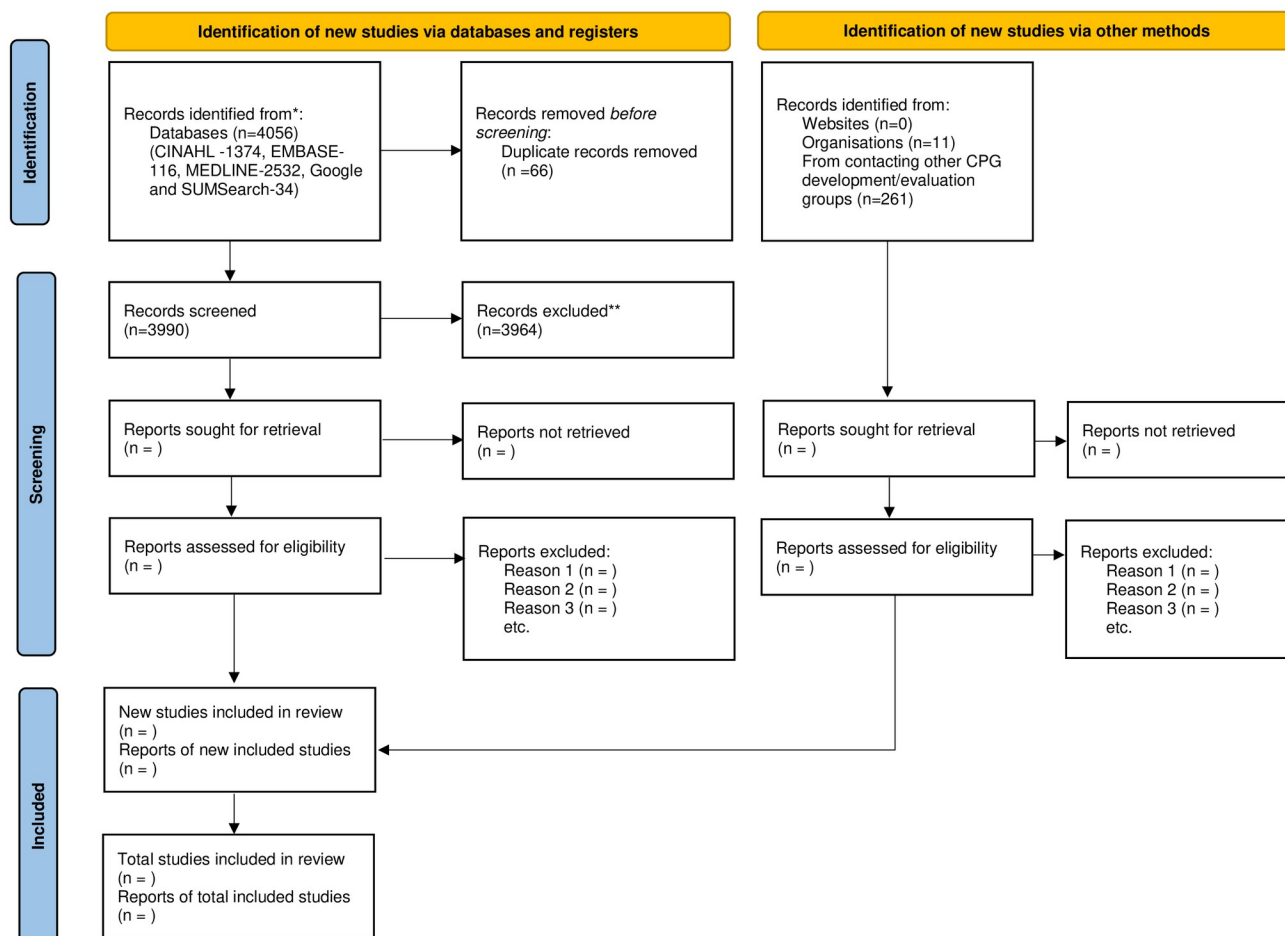 Identification of new studies via databases and registers
Identification of new studies via other methods
Identification
Records identified from*:
Databases (n=4056)
(CINAHL -1374, EMBASE-
116, MEDLINE-2532, Google
and SUMSearch-34)
Records removed before
screening:
Duplicate records removed
(n =66)
Records identified from:
Websites (n=0)
Organisations (n=11)
From contacting other CPG
development/evaluation
groups (n=261)
Screening
Records screened
(n=3990)
Records excluded**
(n=3964)
Reports sought for retrieval
(n = )
Reports not retrieved
(n = )
Reports sought for retrieval
(n = )
Reports not retrieved
(n = )
Reports assessed for eligibility
(n = )
Reports excluded:
Reason 1 (n = )
Reason 2 (n = )
Reason 3 (n = )
etc.
Reports assessed for eligibility
(n = )
Reports excluded:
Reason 1 (n = )
Reason 2 (n = )
Reason 3 (n = )
etc.
Included
New studies included in review
(n = )
Reports of new included studies
(n = )
Total studies included in review
(n = )
Reports of total included studies
(n = )